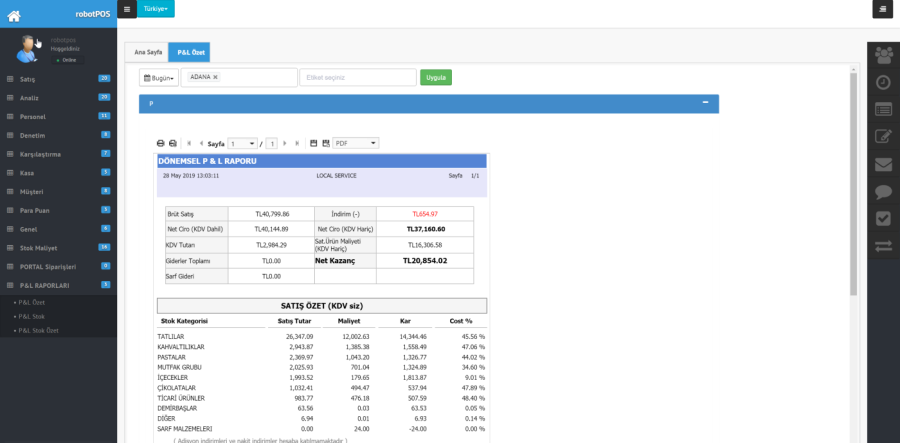 robotPOS
Türkiye
robotpos
Hoşgeldiniz
Online
Satış 20
Analiz 20
Personel 11
Denetim 8
Karşılaştırma 7
Kasa 3
Müşteri 8
Para Puan 3
Genel 4
Stok Maliyet 14
PORTAL Siparişleri 8
P&L RAPORLARI 3
P&L Özet
P&L Stok
P&L Stok Özet
Ana Sayfa P&L Özet
Bugün ADANA × Etiket seçiniz Uygula
P
Sayfa 1 / 1 PDF
DÖNEMSEL P & L RAPORU
28 May 2019 13:03:11 LOCAL SERVICE Sayfa 1/1
Brüt Satış TL40,799.86 İndirim (-) TL654.97
Net Ciro (KDV Dahil) TL40,144.89 Net Ciro (KDV Hariç) TL37,160.60
KDV Tutarı TL2,984.29 Sat.Ürün Maliyeti (KDV Hariç) TL16,306.58
Giderler Toplamı TL0.00 Net Kazanç TL20,854.02
Sarf Gideri TL0.00
SATIŞ ÖZET (KDV siz)
Stok Kategorisi Satış Tutar Maliyet Kar Cost %
TATLILAR 26,347.09 12,002.63 14,344.46 45.56 %
KAHVALTILIKLAR 2,943.87 1,385.38 1,558.49 47.06 %
PASTALAR 2,369.97 1,043.20 1,326.77 44.02 %
MUTFAK GRUBU 2,025.93 701.04 1,324.89 34.60 %
İÇECEKLER 1,993.52 179.65 1,813.87 9.01 %
ÇİKOLATALAR 1,032.41 494.47 537.94 47.89 %
TİCARİ ÜRÜNLER 983.77 476.18 507.59 48.40 %
DEMİRBAŞLAR 63.56 0.03 63.53 0.05 %
DİĞER 6.94 0.01 6.93 0.14 %
SARF MALZEMELERİ 0.00 24.00 -24.00 0.00 %
( Adisyon indirimleri ve nakit indirimler hesaba katılmamaktadır )